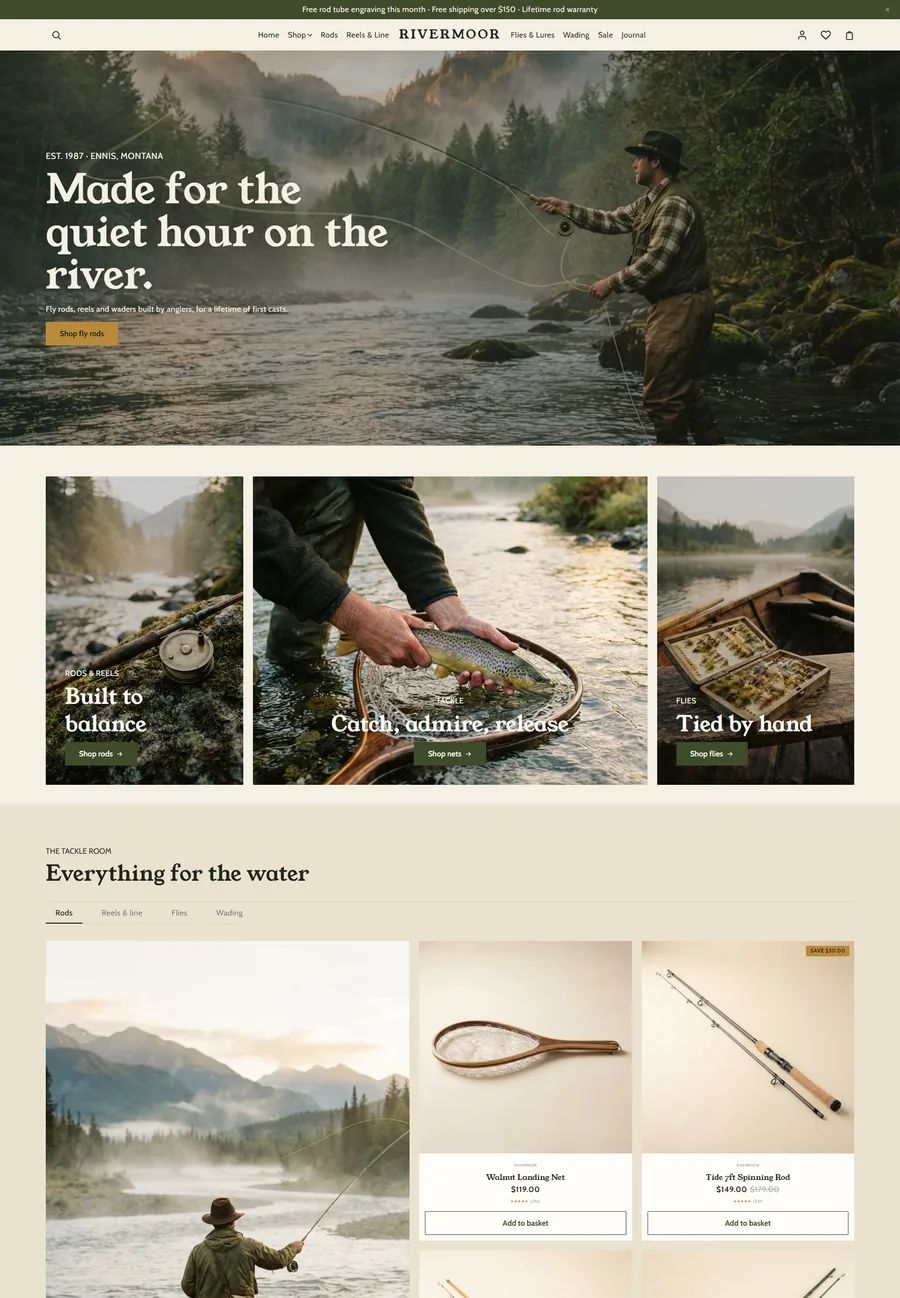 Free rod tube engraving this month · Free shipping over $150 · Lifetime rod warranty
Home Shop Rods Reels & Line RIVERMOOR Flies & Lures Wading Sale Journal
EST. 1987 · ENNIS, MONTANA
Made for the
quiet hour on the
river.
Fly rods, reels and waders built by anglers, for a lifetime of first casts.
Shop fly rods
RODS & REELS
Built to
balance
Shop rods →
TACKLE
Catch, admire, release
Shop nets →
FLIES
Tied by hand
Shop flies →
THE TACKLE ROOM
Everything for the water
Rods Reels & line Flies Wading
SAVE $30.00
RIVERMOOR
Walnut Landing Net
$119.00
Add to basket
RIVERMOOR
Tide 7ft Spinning Rod
$149.00 $179.00
Add to basket